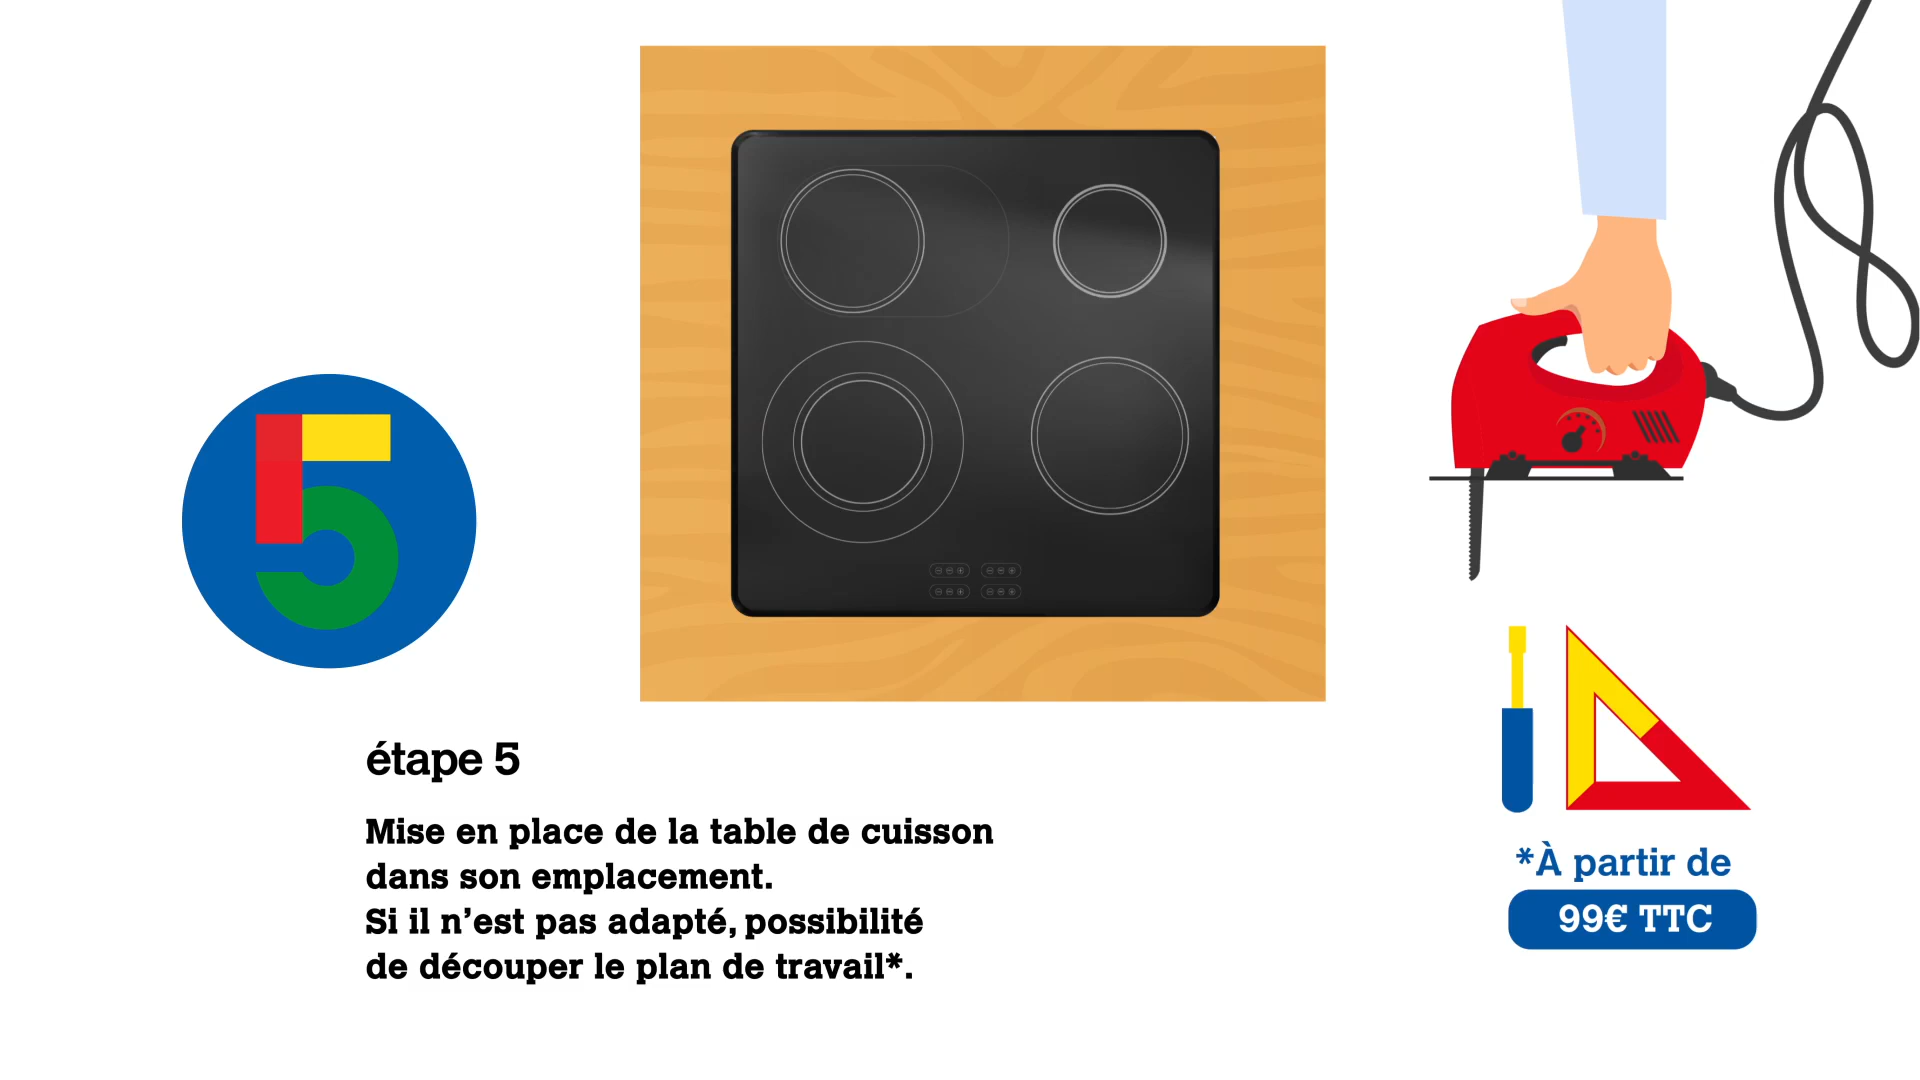 5
étape 5
Mise en place de la table de cuisson
dans son emplacement.
Si il n’est pas adapté, possibilité
de découper le plan de travail*.
*À partir de
99€ TTC